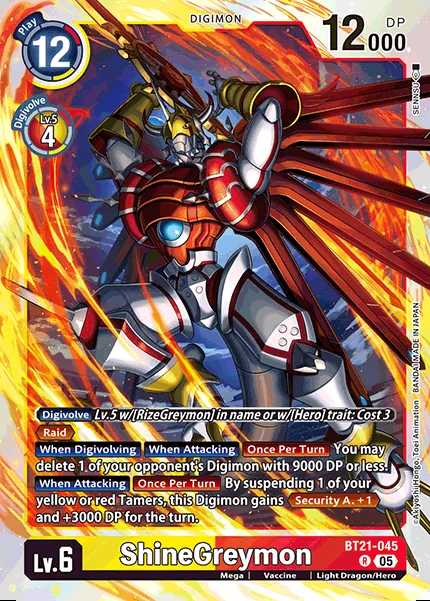 Play
12
DIGIMON
DP
12000
Digivolve
Lv.5
4
SENNSU
Digivolve Lv.5 w/[RizeGreymon] in name or w/[Hero] trait: Cost 3
Raid
When Digivolving When Attacking Once Per Turn You may
delete 1 of your opponent's Digimon with 9000 DP or less.
When Attacking Once Per Turn By suspending 1 of your
yellow or red Tamers, this Digimon gains Security A. +1
and +3000 DP for the turn.
©Akiyoshi Hongo, Toei Animation BANDAI MADE IN JAPAN
Lv.6
ShineGreymon
BT21-045
R 05
Mega | Vaccine | Light Dragon/Hero